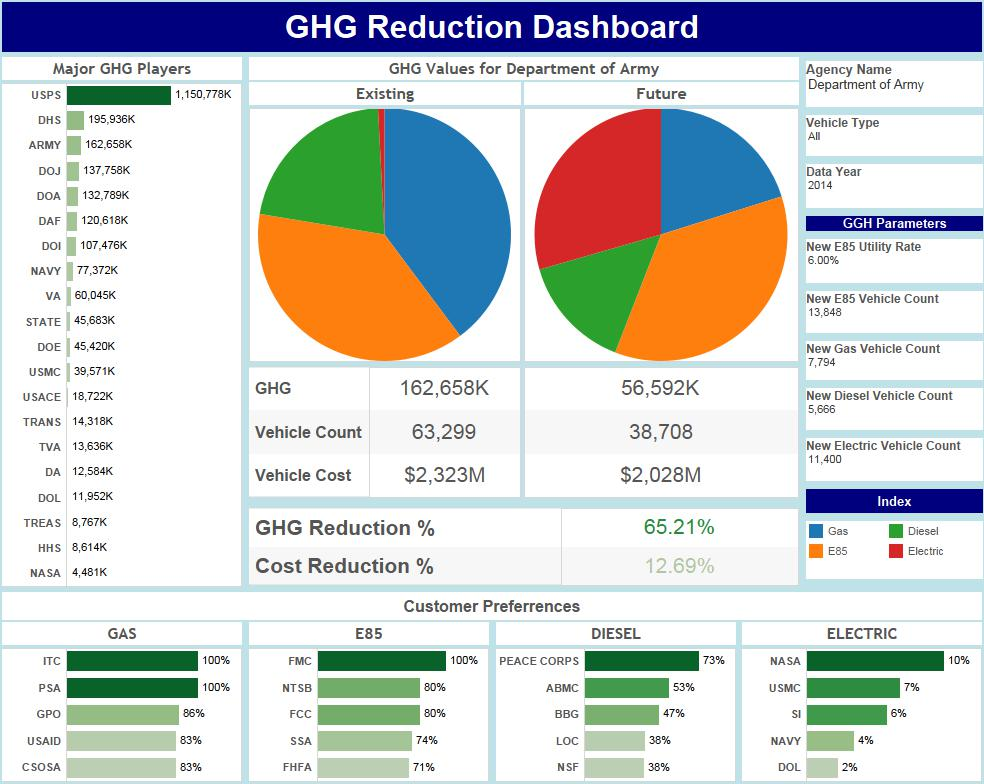 GHG Reduction Dashboard
Major GHG Players
USPS 1,150,778K
DHS 195,936K
ARMY 162,658K
DOJ 137,758K
DOA 132,789K
DAF 120,618K
DOI 107,476K
NAVY 77,372K
VA 60,045K
STATE 45,683K
DOE 45,420K
USMC 39,571K
USACE 18,722K
TRANS 14,318K
TVA 13,636K
DA 12,584K
DOL 11,952K
TREAS 8,767K
HHS 8,614K
NASA 4,481K
GHG Values for Department of Army
Existing Future
GHG 162,658K 56,592K
Vehicle Count 63,299 38,708
Vehicle Cost $2,323M $2,028M
GHG Reduction % 65.21%
Cost Reduction % 12.69%
Agency Name
Department of Army
Vehicle Type
All
Data Year
2014
GGH Parameters
New E85 Utility Rate
6.00%
New E85 Vehicle Count
13,848
New Gas Vehicle Count
7,794
New Diesel Vehicle Count
5,666
New Electric Vehicle Count
11,400
Index
Gas Diesel
E85 Electric
Customer Preferrences
GAS
ITC 100%
PSA 100%
GPO 86%
USAID 83%
CSOSA 83%
E85
FMC 100%
NTSB 80%
FCC 80%
SSA 74%
FHFA 71%
DIESEL
PEACE CORPS 73%
ABMC 53%
BBG 47%
LOC 38%
NSF 38%
ELECTRIC
NASA 10%
USMC 7%
SI 6%
NAVY 4%
DOL 2%